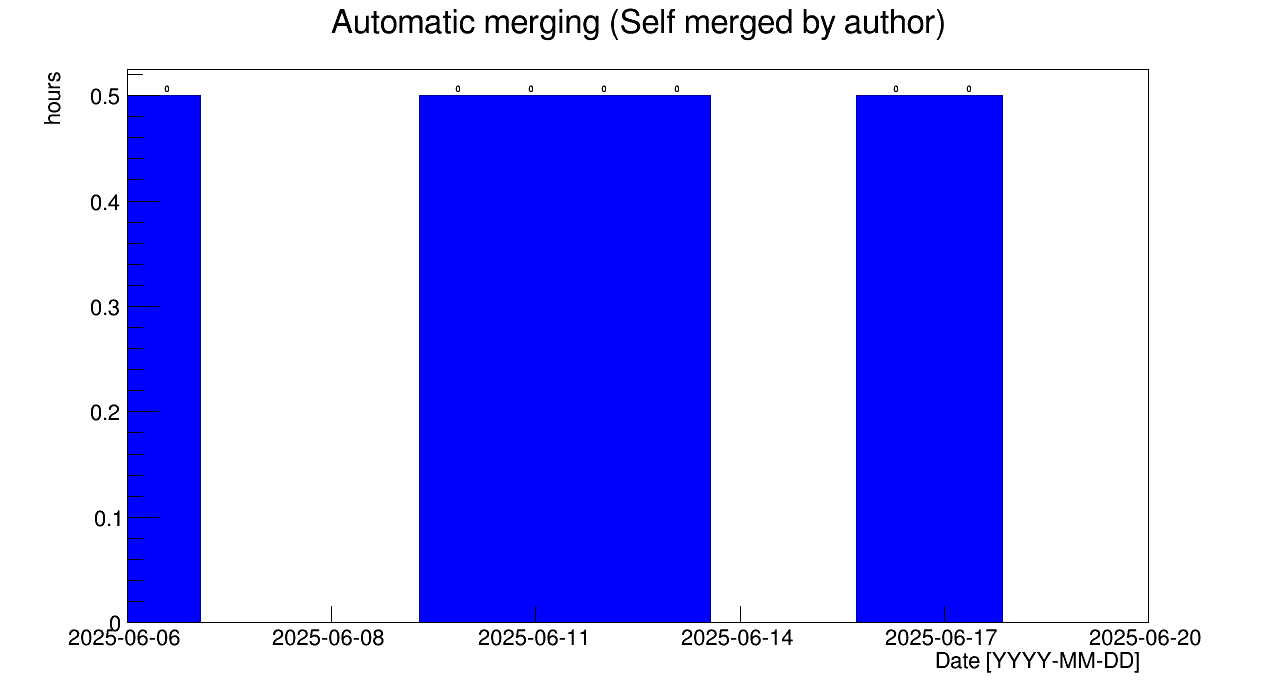 Automatic merging (Self merged by author)
hours
0 0 0 0 0 0 0
0.5
0.4
0.3
0.2
0.1
0
2025-06-06 2025-06-08 2025-06-11 2025-06-14 2025-06-17 2025-06-20
Date [YYYY-MM-DD]